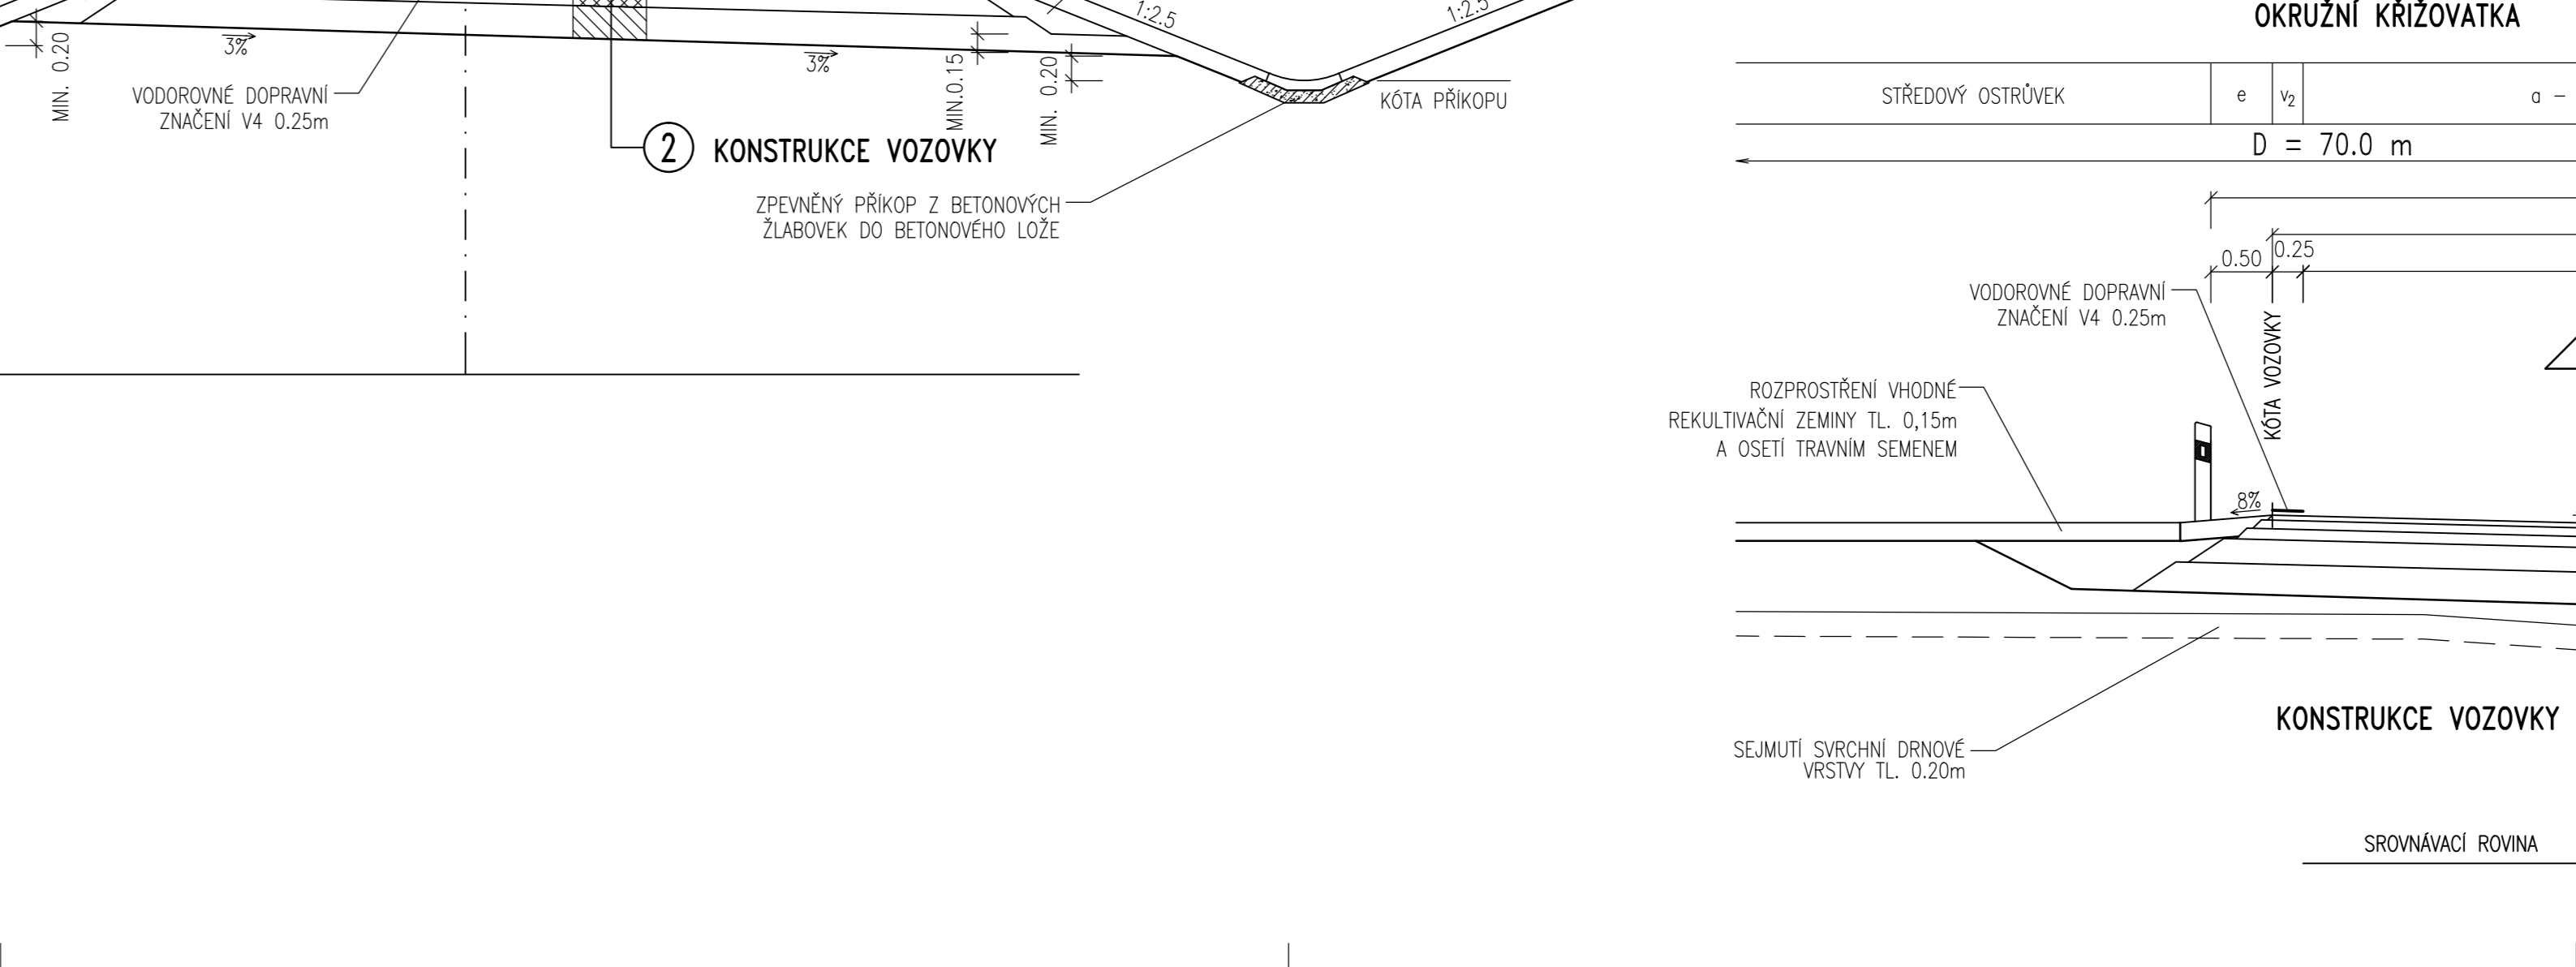 1:2.5
1:2.5
3%
3%
MIN. 0.20
VODOROVNÉ DOPRAVNÍ
ZNAČENÍ V4 0.25m
MIN.0.15
MIN. 0.20
KÓTA PŘÍKOPU
2 KONSTRUKCE VOZOVKY
ZPEVNĚNÝ PŘÍKOP Z BETONOVÝCH
ŽLABOVEK DO BETONOVÉHO LOŽE
OKRUŽNÍ KŘIŽOVATKA
STŘEDOVÝ OSTRŮVEK e v2 a –
D = 70.0 m
0.50 0.25
VODOROVNÉ DOPRAVNÍ
ZNAČENÍ V4 0.25m
KÓTA VOZOVKY
ROZPROSTŘENÍ VHODNÉ
REKULTIVAČNÍ ZEMINY TL. 0,15m
A OSETÍ TRAVNÍM SEMENEM
8%
KONSTRUKCE VOZOVKY
SEJMUTÍ SVRCHNÍ DRNOVÉ
VRSTVY TL. 0.20m
SROVNÁVACÍ ROVINA